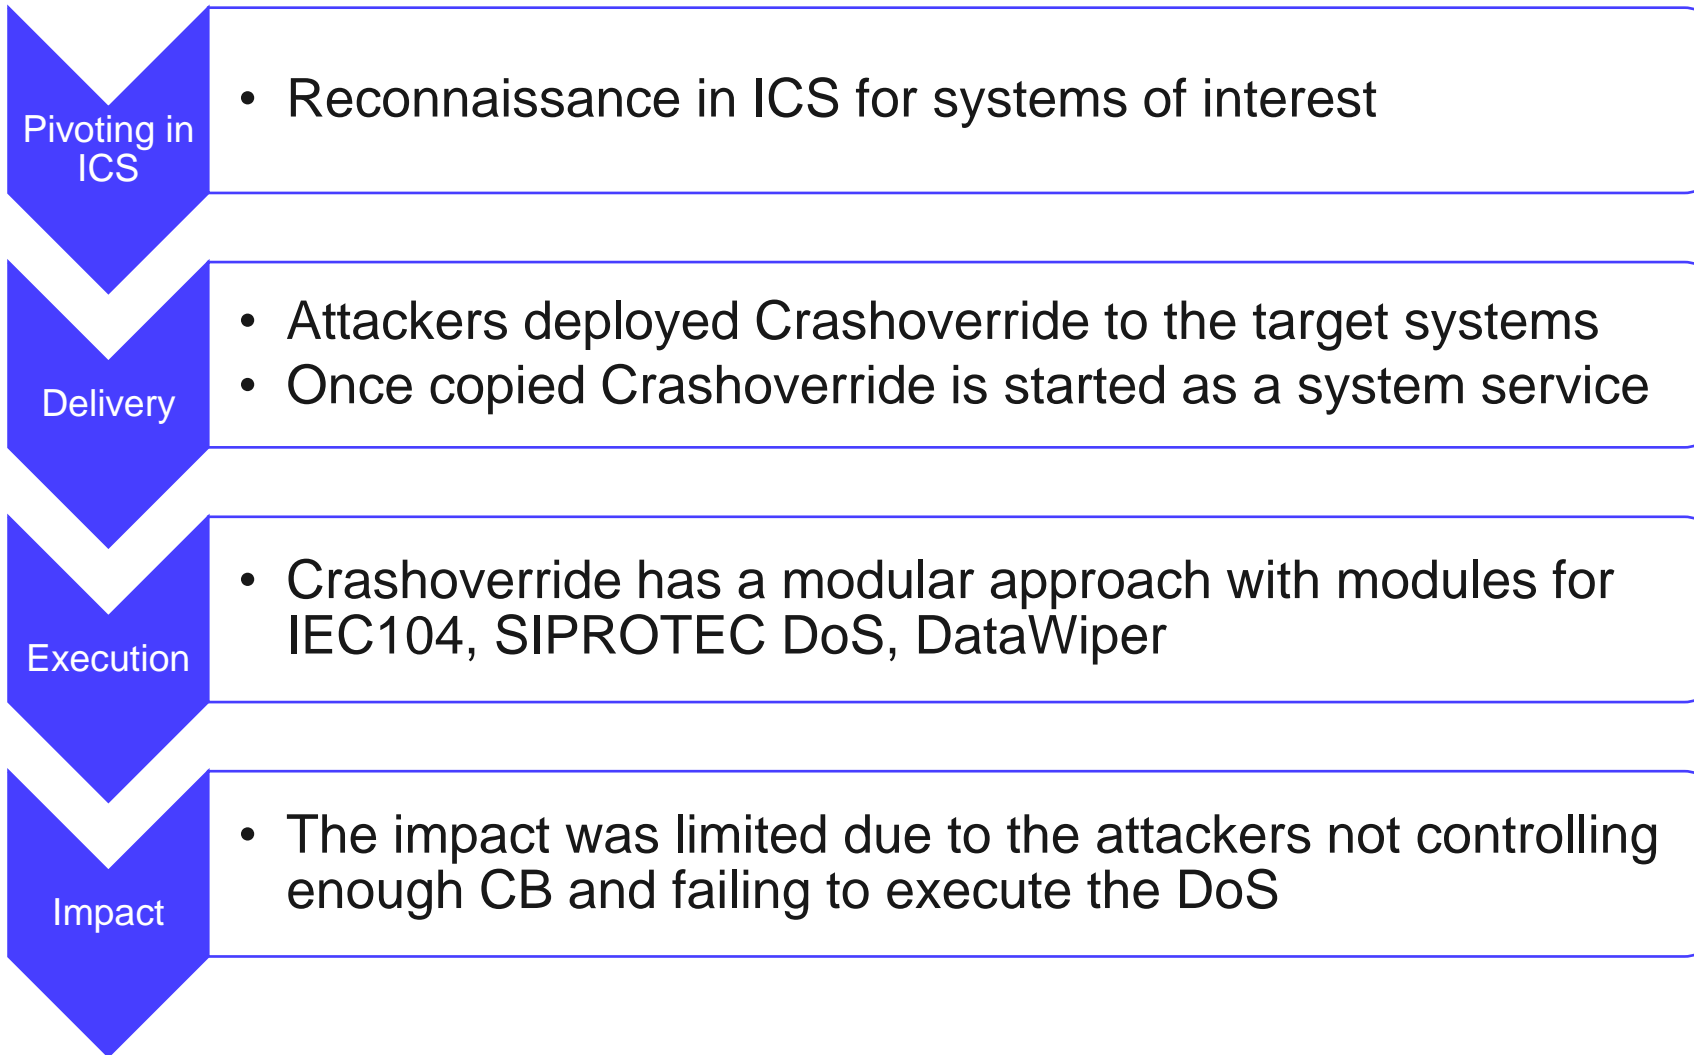 Pivoting in
ICS
• Reconnaissance in ICS for systems of interest
Delivery
• Attackers deployed Crashoverride to the target systems
• Once copied Crashoverride is started as a system service
Execution
• Crashoverride has a modular approach with modules for
IEC104, SIPROTEC DoS, DataWiper
Impact
• The impact was limited due to the attackers not controlling
enough CB and failing to execute the DoS